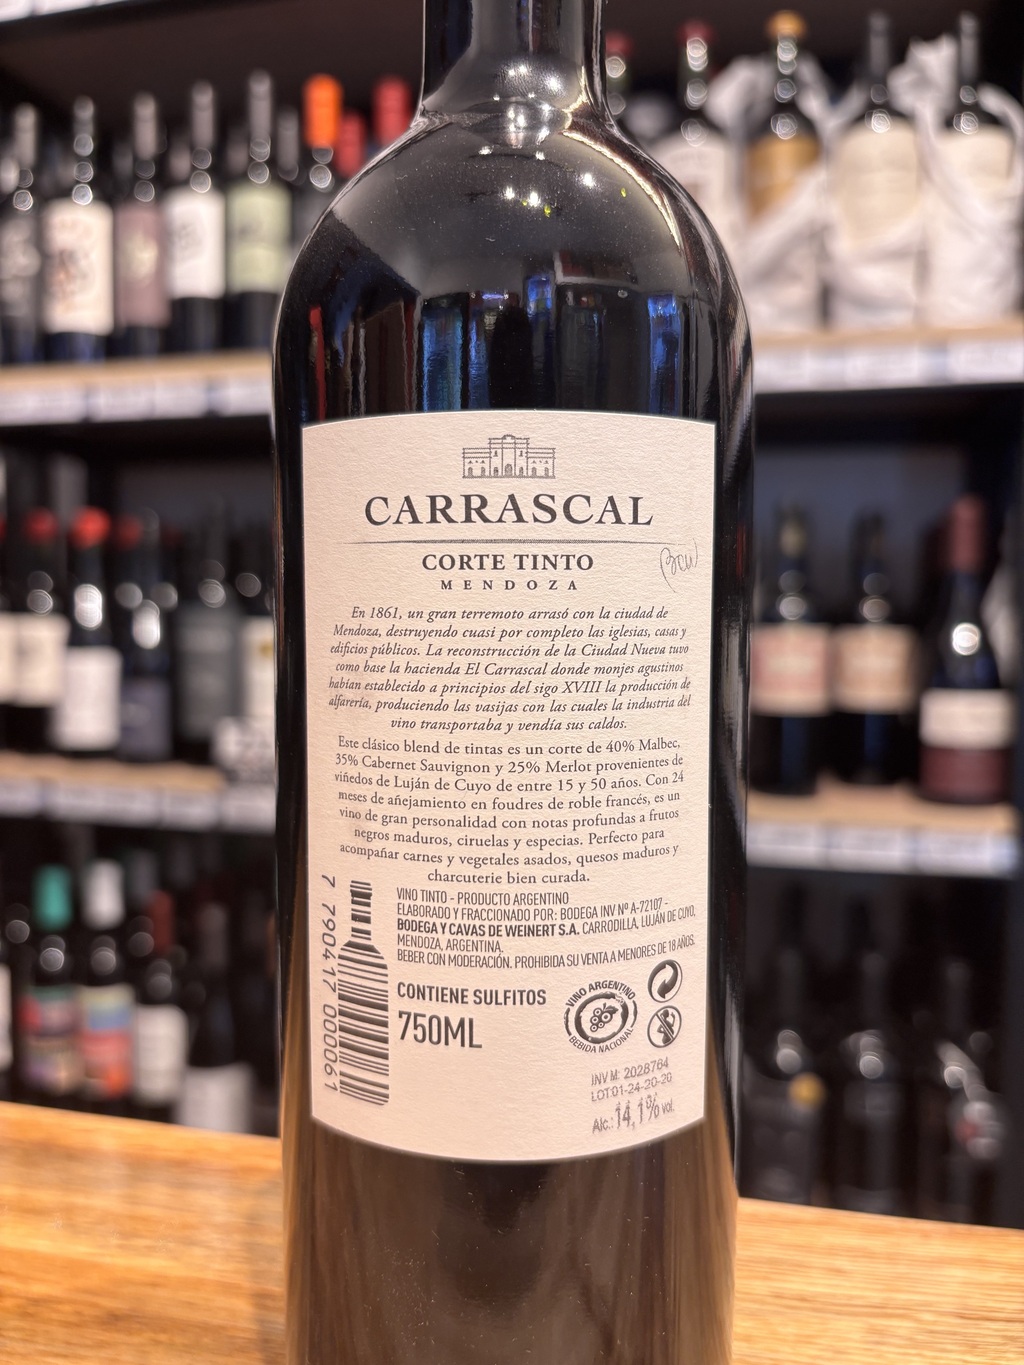 CARRASCAL
CORTE TINTO
MENDOZA
En 1861, un gran terremoto arrasó con la ciudad de
Mendoza, destruyendo cuasi por completo las iglesias, casas y
edificios públicos. La reconstrucción de la Ciudad Nueva tuvo
como base la hacienda El Carrascal donde monjes agustinos
habían establecido a principios del sigo XVIII la producción de
alfarería, produciendo las vasijas con las cuales la industria del
vino transportaba y vendía sus caldos.
Este clásico blend de tintas es un corte de 40% Malbec,
35% Cabernet Sauvignon y 25% Merlot provenientes de
viñedos de Luján de Cuyo de entre 15 y 50 años. Con 24
meses de añejamiento en foudres de roble francés, es un
vino de gran personalidad con notas profundas a frutos
negros maduros, ciruelas y especias. Perfecto para
acompañar carnes y vegetales asados, quesos maduros y
charcuterie bien curada.
VINO TINTO - PRODUCTO ARGENTINO
ELABORADO Y FRACCIONADO POR: BODEGA INV Nº A-72107 -
BODEGA Y CAVAS DE WEINERT S.A. CARRODILLA, LUJÁN DE CUYO,
MENDOZA, ARGENTINA.
BEBER CON MODERACIÓN. PROHIBIDA SU VENTA A MENORES DE 18 AÑOS.
CONTIENE SULFITOS
750ML
7 790417 000061
VINO ARGENTINO
BEBIDA NACIONAL
INV M: 2028784
LOT:01-24-20-20
Alc.: 14,1% vol.